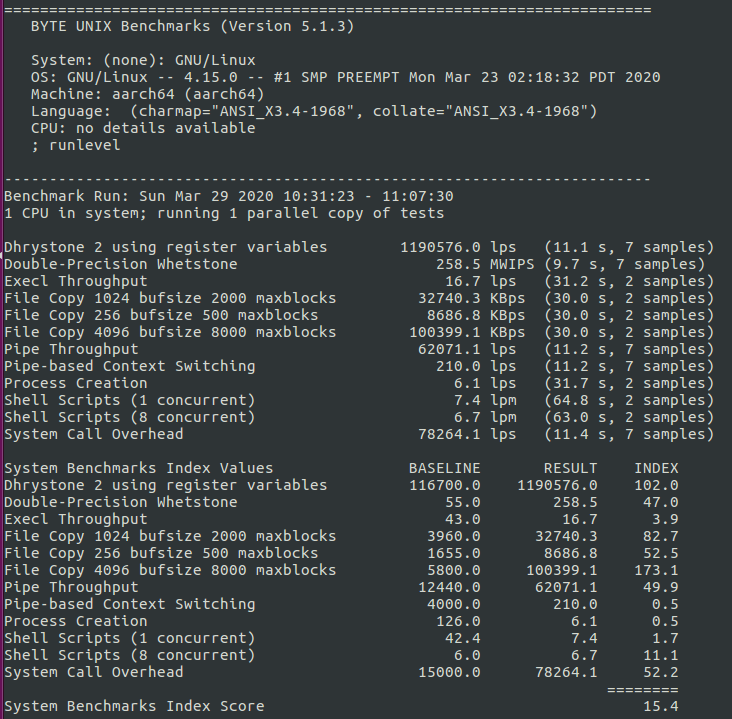 ========================================================================
   BYTE UNIX Benchmarks (Version 5.1.3)

   System: (none): GNU/Linux
   OS: GNU/Linux -- 4.15.0 -- #1 SMP PREEMPT Mon Mar 23 02:18:32 PDT 2020
   Machine: aarch64 (aarch64)
   Language:  (charmap="ANSI_X3.4-1968", collate="ANSI_X3.4-1968")
   CPU: no details available
   ; runlevel

------------------------------------------------------------------------
Benchmark Run: Sun Mar 29 2020 10:31:23 - 11:07:30
1 CPU in system; running 1 parallel copy of tests

Dhrystone 2 using register variables        1190576.0 lps   (11.1 s, 7 samples)
Double-Precision Whetstone                      258.5 MWIPS (9.7 s, 7 samples)
Execl Throughput                                 16.7 lps   (31.2 s, 2 samples)
File Copy 1024 bufsize 2000 maxblocks         32740.3 KBps  (30.0 s, 2 samples)
File Copy 256 bufsize 500 maxblocks            8686.8 KBps  (30.0 s, 2 samples)
File Copy 4096 bufsize 8000 maxblocks        100399.1 KBps  (30.0 s, 2 samples)
Pipe Throughput                               62071.1 lps   (11.2 s, 7 samples)
Pipe-based Context Switching                    210.0 lps   (11.2 s, 7 samples)
Process Creation                                  6.1 lps   (31.7 s, 2 samples)
Shell Scripts (1 concurrent)                      7.4 lpm   (64.8 s, 2 samples)
Shell Scripts (8 concurrent)                      6.7 lpm   (63.0 s, 2 samples)
System Call Overhead                          78264.1 lps   (11.4 s, 7 samples)

System Benchmarks Index Values               BASELINE       RESULT    INDEX
Dhrystone 2 using register variables         116700.0    1190576.0    102.0
Double-Precision Whetstone                       55.0        258.5     47.0
Execl Throughput                                 43.0         16.7      3.9
File Copy 1024 bufsize 2000 maxblocks          3960.0      32740.3     82.7
File Copy 256 bufsize 500 maxblocks            1655.0       8686.8     52.5
File Copy 4096 bufsize 8000 maxblocks          5800.0     100399.1    173.1
Pipe Throughput                               12440.0      62071.1     49.9
Pipe-based Context Switching                   4000.0        210.0      0.5
Process Creation                                126.0          6.1      0.5
Shell Scripts (1 concurrent)                     42.4          7.4      1.7
Shell Scripts (8 concurrent)                      6.0          6.7     11.1
System Call Overhead                          15000.0      78264.1     52.2
                                                                   ========
System Benchmarks Index Score                                          15.4